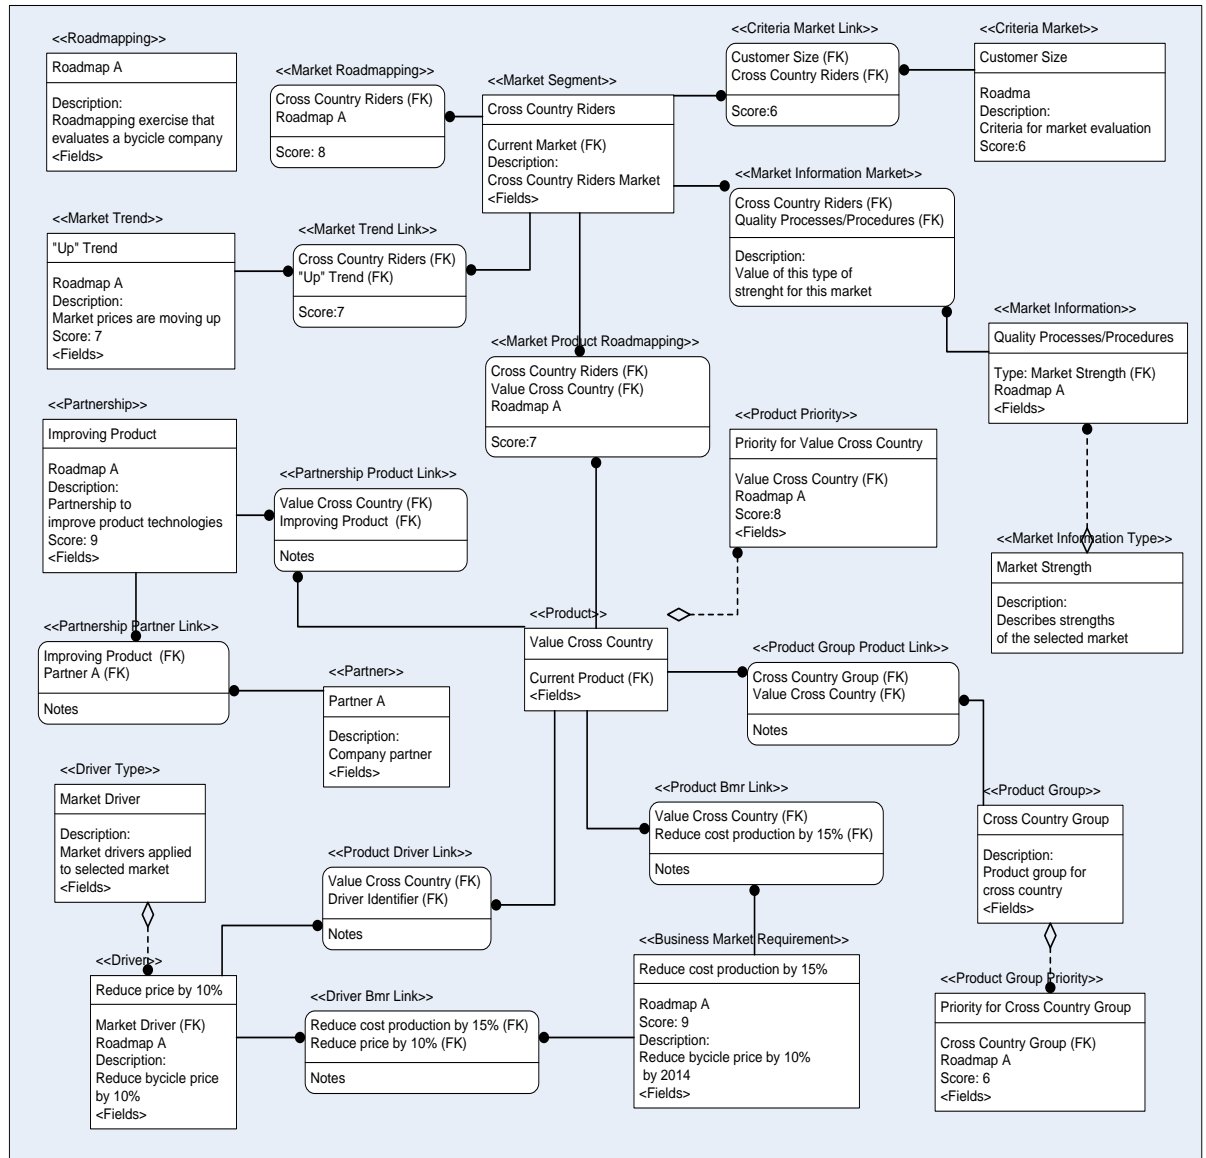 <<Roadmapping>>
Roadmap A
Description:
Roadmapping exercise that
evaluates a bycicle company
<Fields>
<<Market Roadmapping>>
Cross Country Riders (FK)
Roadmap A
Score: 8
<<Market Segment>>
Cross Country Riders
Current Market (FK)
Description:
Cross Country Riders Market
<Fields>
<<Criteria Market Link>>
Customer Size (FK)
Cross Country Riders (FK)
Score:6
<<Criteria Market>>
Customer Size
Roadma
Description:
Criteria for market evaluation
Score:6
<<Market Trend>>
"Up" Trend
Roadmap A
Description:
Market prices are moving up
Score: 7
<Fields>
<<Market Trend Link>>
Cross Country Riders (FK)
"Up" Trend (FK)
Score:7
<<Market Information Market>>
Cross Country Riders (FK)
Quality Processes/Procedures (FK)
Description:
Value of this type of
strenght for this market
<<Market Information>>
Quality Processes/Procedures
Type: Market Strength (FK)
Roadmap A
<Fields>
<<Market Product Roadmapping>>
Cross Country Riders (FK)
Value Cross Country (FK)
Roadmap A
Score:7
<<Partnership>>
Improving Product
Roadmap A
Description:
Partnership to
improve product technologies
Score: 9
<Fields>
<<Partnership Product Link>>
Value Cross Country (FK)
Improving Product (FK)
Notes
<<Product Priority>>
Priority for Value Cross Country
Value Cross Country (FK)
Roadmap A
Score:8
<Fields>
<<Market Information Type>>
Market Strength
Description:
Describes strengths
of the selected market
<<Partnership Partner Link>>
Improving Product (FK)
Partner A (FK)
Notes
<<Partner>>
Partner A
Description:
Company partner
<Fields>
<<Product>>
Value Cross Country
Current Product (FK)
<Fields>
<<Product Group Product Link>>
Cross Country Group (FK)
Value Cross Country (FK)
Notes
<<Driver Type>>
Market Driver
Description:
Market drivers applied
to selected market
<Fields>
<<Product Driver Link>>
Value Cross Country (FK)
Driver Identifier (FK)
Notes
<<Product Bmr Link>>
Value Cross Country (FK)
Reduce cost production by 15% (FK)
Notes
<<Product Group>>
Cross Country Group
Description:
Product group for
cross country
<Fields>
<<Driver>>
Reduce price by 10%
Market Driver (FK)
Roadmap A
Description:
Reduce bycicle price
by 10%
<Fields>
<<Driver Bmr Link>>
Reduce cost production by 15% (FK)
Reduce price by 10% (FK)
Notes
<<Business Market Requirement>>
Reduce cost production by 15%
Roadmap A
Score: 9
Description:
Reduce bycicle price by 10%
by 2014
<Fields>
<<Product Group Priority>>
Priority for Cross Country Group
Cross Country Group (FK)
Roadmap A
Score: 6
<Fields>